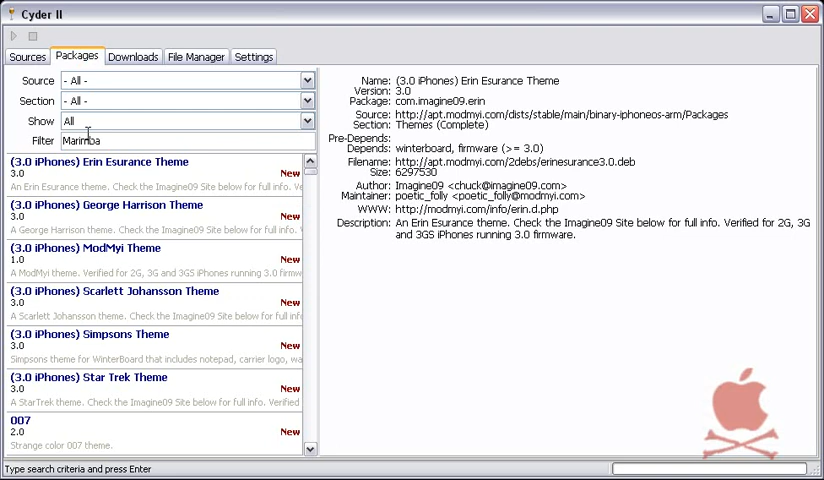 Cyder II
Sources Packages Downloads File Manager Settings
Source - All -
Section - All -
Show All
Filter Marimba
(3.0 iPhones) Erin Esurance Theme
3.0 New
An Erin Esurance theme. Check the Imagine09 Site below for full info. V
(3.0 iPhones) George Harrison Theme
3.0 New
A George Harrison theme. Check the Imagine09 Site below for full info. V
(3.0 iPhones) ModMyi Theme
1.0 New
A ModMyi theme. Verified for 2G, 3G and 3GS iPhones running 3.0 firmw
(3.0 iPhones) Scarlett Johansson Theme
3.0 New
A Scarlett Johansson theme. Check the Imagine09 Site below for full inf
(3.0 iPhones) Simpsons Theme
3.0 New
Simpsons theme for WinterBoard that includes notepad, carrier logo, wa
(3.0 iPhones) Star Trek Theme
3.0 New
A StarTrek theme. Check the Imagine09 Site below for full info. Verified
007
2.0 New
Strange color 007 theme.
Name: (3.0 iPhones) Erin Esurance Theme
Version: 3.0
Package: com.imagine09.erin
Source: http://apt.modmyi.com/dists/stable/main/binary-iphoneos-arm/Packages
Section: Themes (Complete)
Pre-Depends:
Depends: winterboard, firmware (>= 3.0)
Filename: http://apt.modmyi.com/2debs/erinesurance3.0.deb
Size: 6297530
Author: Imagine09 <chuck@imagine09.com>
Maintainer: poetic_folly <poetic_folly@modmyi.com>
WWW: http://modmyi.com/info/erin.d.php
Description: An Erin Esurance theme. Check the Imagine09 Site below for full info. Verified for 2G, 3G
and 3GS iPhones running 3.0 firmware.
Type search criteria and press Enter